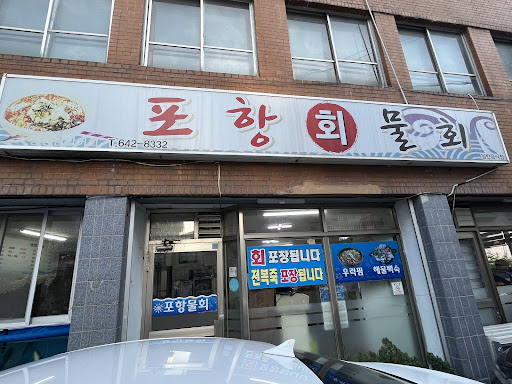 포항 회 물회
T.642-8332
회 포장됩니다
전복죽 포장됩니다
우럭찜
해물백숙
포항물회